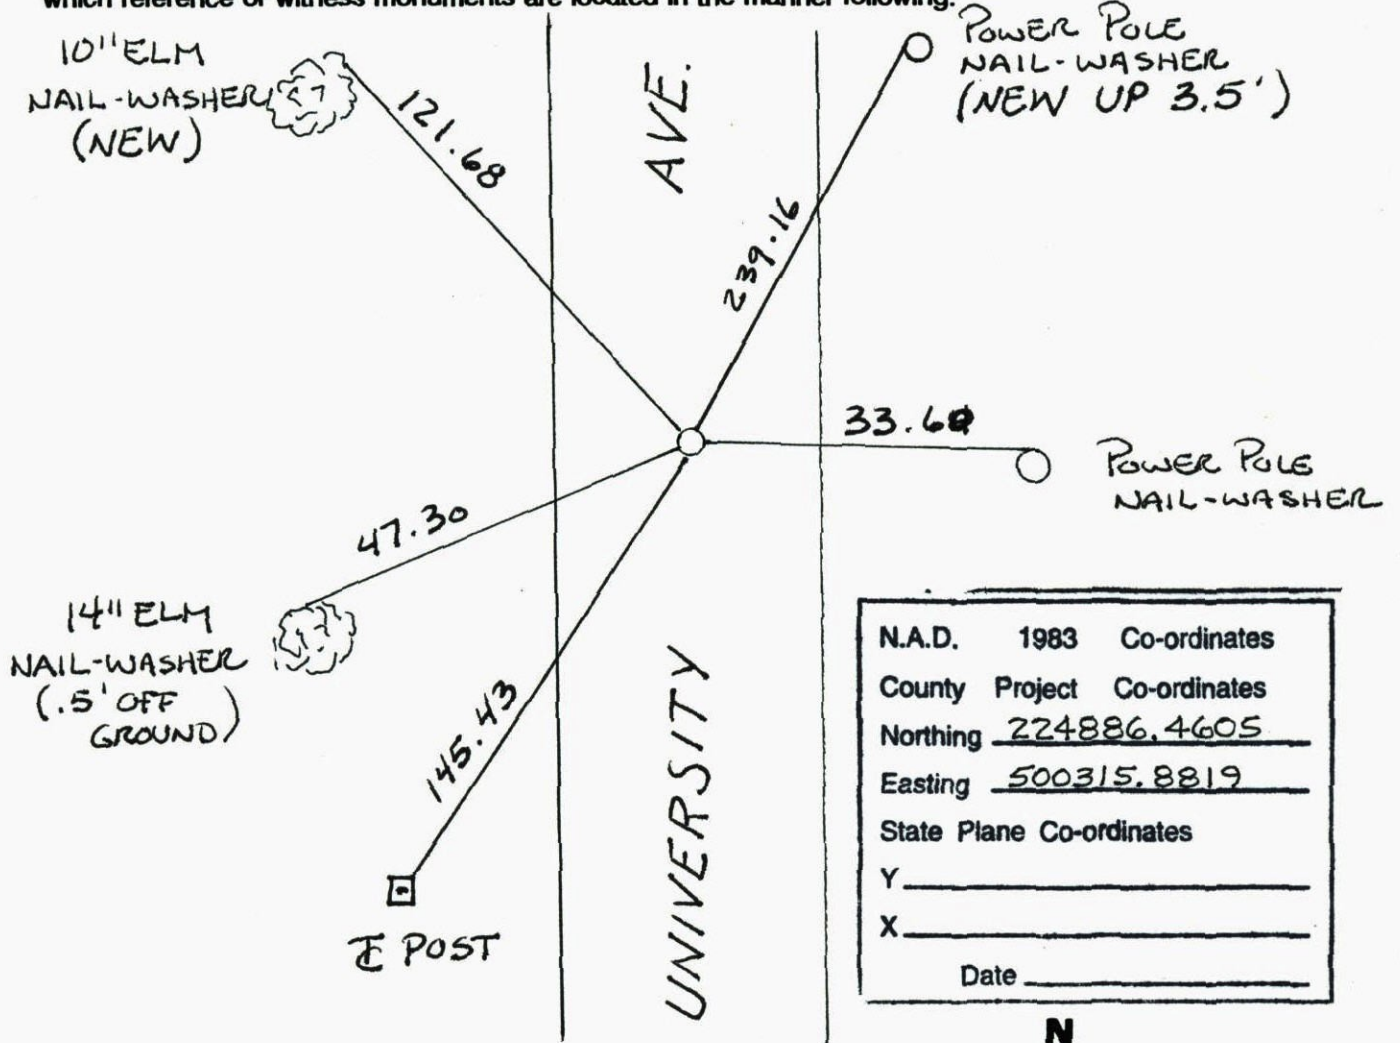 which reference or witness monuments are located in the manner following:
10" ELM
NAIL-WASHER
(NEW)
121.68
AVE.
POWER POLE
NAIL-WASHER
(NEW UP 3.5')
239.16
33.60
POWER POLE
NAIL-WASHER
47.30
14" ELM
NAIL-WASHER
(.5' OFF
GROUND)
145.43
POST
UNIVERSITY
N.A.D. 1983 Co-ordinates
County Project Co-ordinates
Northing 224886.4605
Easting 500315.8819
State Plane Co-ordinates
Y
X
Date
N